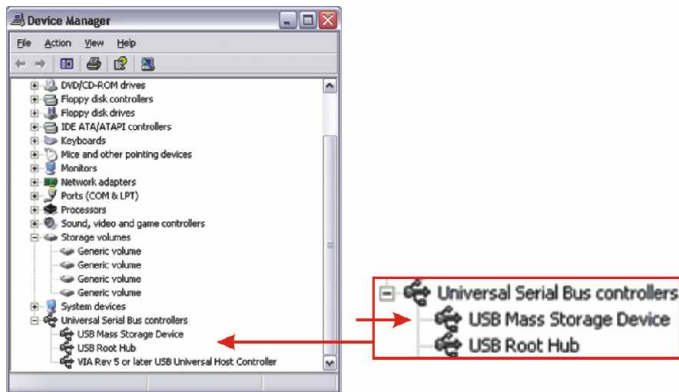 Device Manager
File Action View Help
DVD/CD-ROM drives
Floppy disk controllers
Floppy disk drives
IDE ATA/ATAPI controllers
Keyboards
Mice and other pointing devices
Monitors
Network adapters
Ports (COM & LPT)
Processors
Sound, video and game controllers
Storage volumes
Generic volume
Generic volume
Generic volume
Generic volume
System devices
Universal Serial Bus controllers
USB Mass Storage Device
USB Root Hub
VIA Rev 5 or later USB Universal Host Controller
Universal Serial Bus controllers
USB Mass Storage Device
USB Root Hub